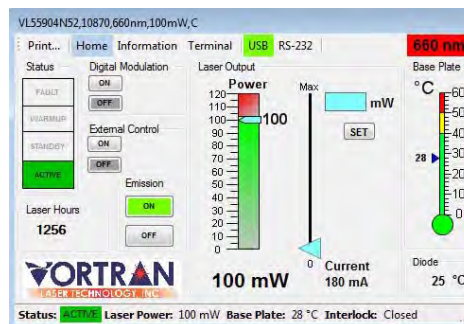 VL55904N52,10870,660nm,100mW,C
Print... Home Information Terminal USB RS-232 660 nm
Status
FAULT
WARMUP
STANDBY
ACTIVE
Laser Hours
1256
Digital Modulation
ON
OFF
External Control
ON
OFF
Emission
ON
OFF
Laser Output
Power
120
110
100
90
80
70
60
50
40
30
20
10
0
100
100 mW
Max
0
mW
SET
Current
180 mA
Base Plate
°C
60
50
40
30
20
10
0
28
Diode
25 °C
VORTRAN
LASER TECHNOLOGY, INC
Status: ACTIVE Laser Power: 100 mW Base Plate: 28 °C Interlock: Closed